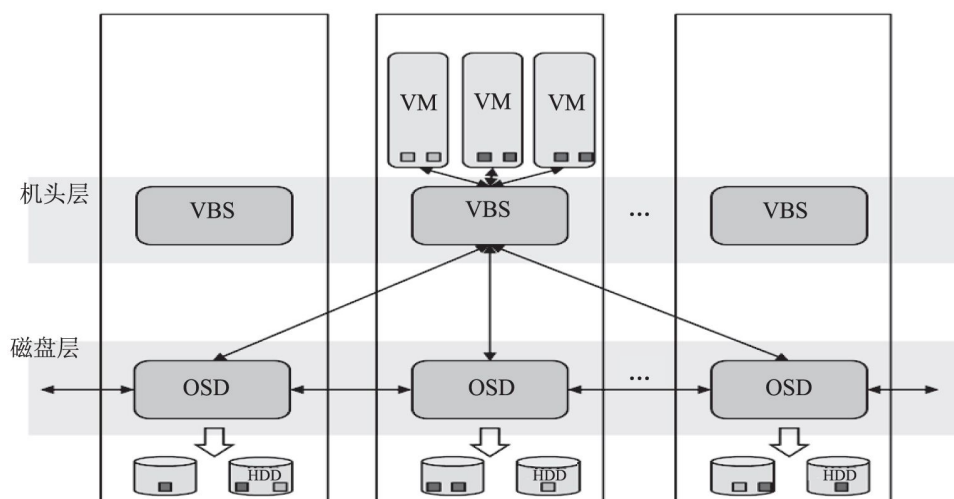 VM VM VM
机头层
VBS VBS ... VBS
磁盘层
OSD OSD ... OSD
HDD HDD HDD